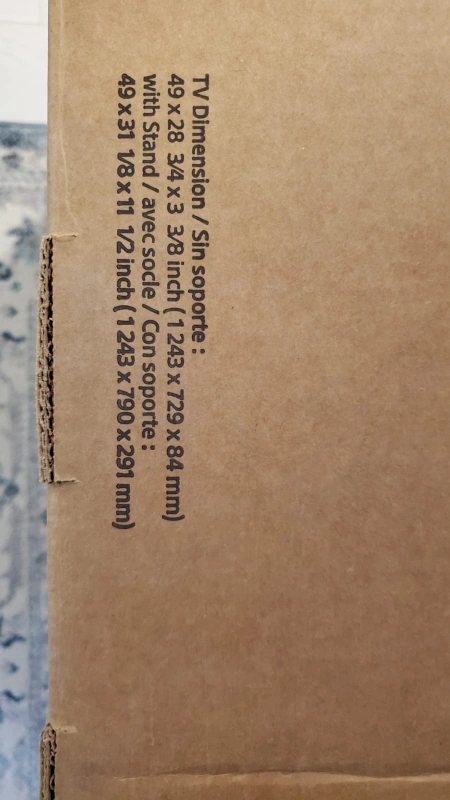 TV Dimension / Sin soporte :
49 x 28 3/4 x 3 3/8 inch ( 1 243 x 729 x 84 mm)
with Stand / avec socle / Con soporte :
49 x 31 1/8 x 11 1/2 inch ( 1 243 x 790 x 291 mm)